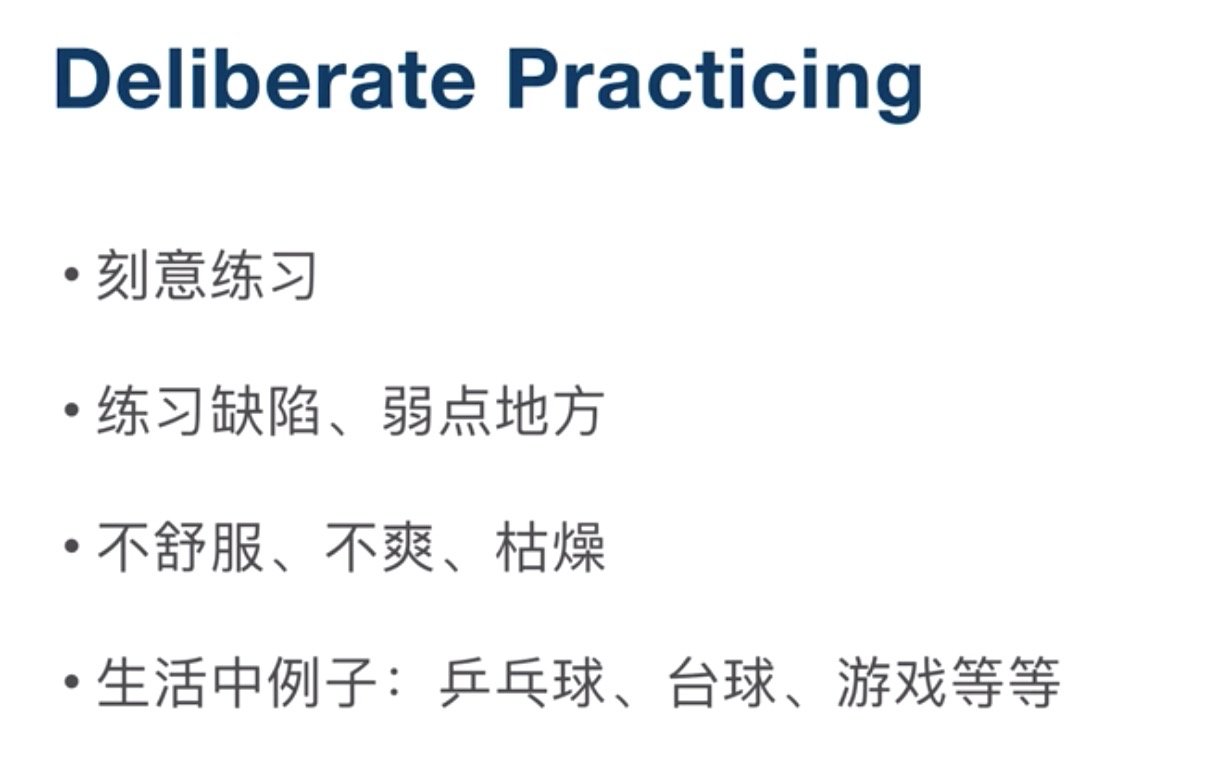 Deliberate Practicing
• 刻意练习
• 练习缺陷、弱点地方
• 不舒服、不爽、枯燥
• 生活中例子：乒乓球、台球、游戏等等